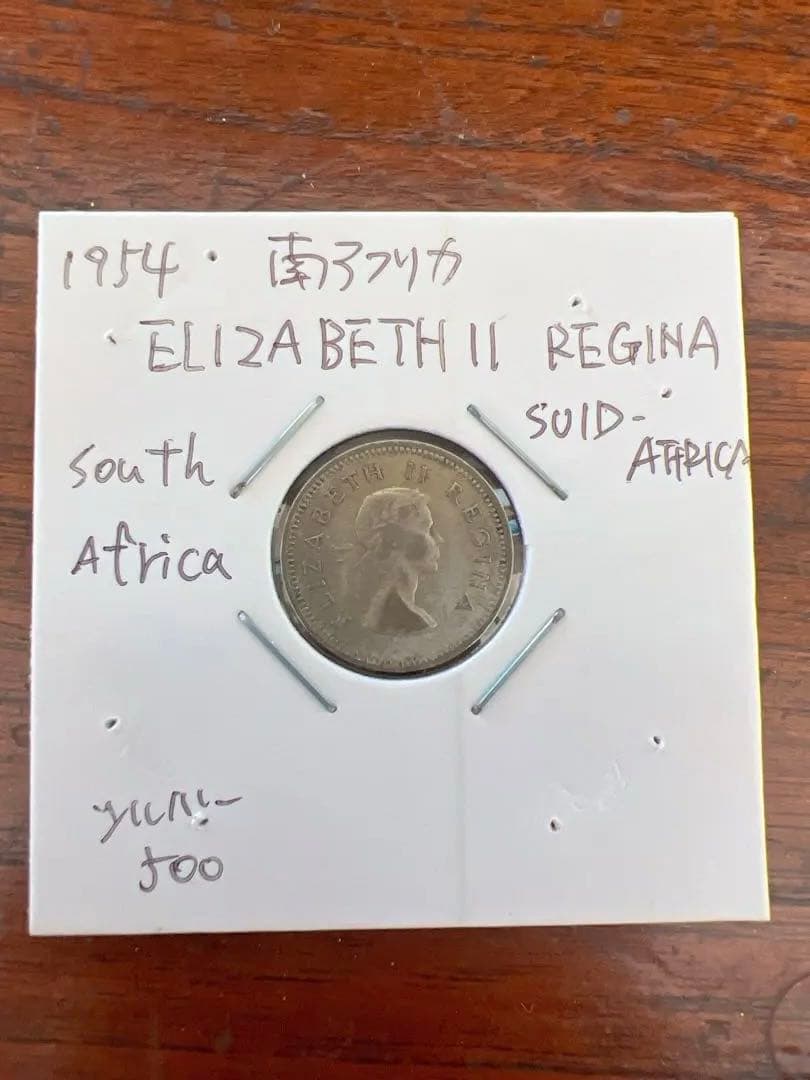 1954 南アフリカ
ELIZABETH II REGINA
SUID-
AFRICA
South
Africa
ELIZABETH II REGINA
シルバー
500